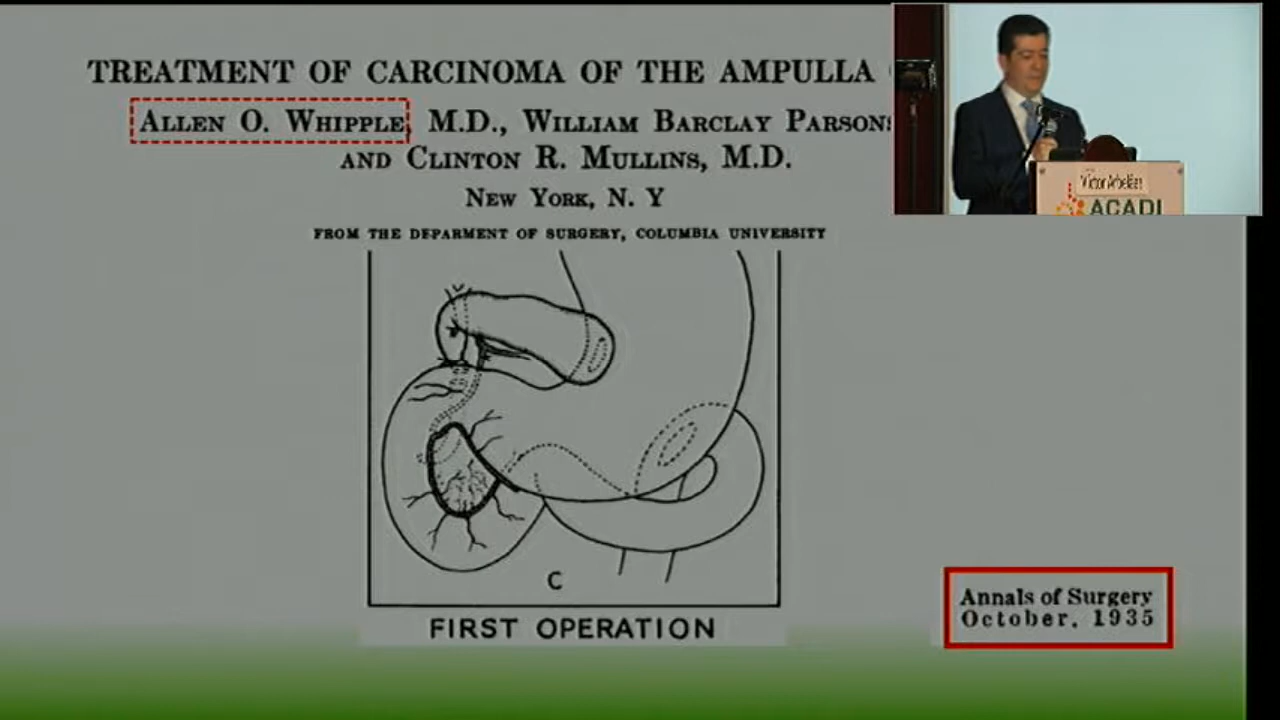 TREATMENT OF CARCINOMA OF THE AMPULLA
ALLEN O. WHIPPLE, M.D., WILLIAM BARCLAY PARSONS
AND CLINTON R. MULLINS, M.D.
NEW YORK, N. Y
FROM THE DEPARMENT OF SURGERY, COLUMBIA UNIVERSITY
C
FIRST OPERATION
Annals of Surgery
October, 1935
ACADI